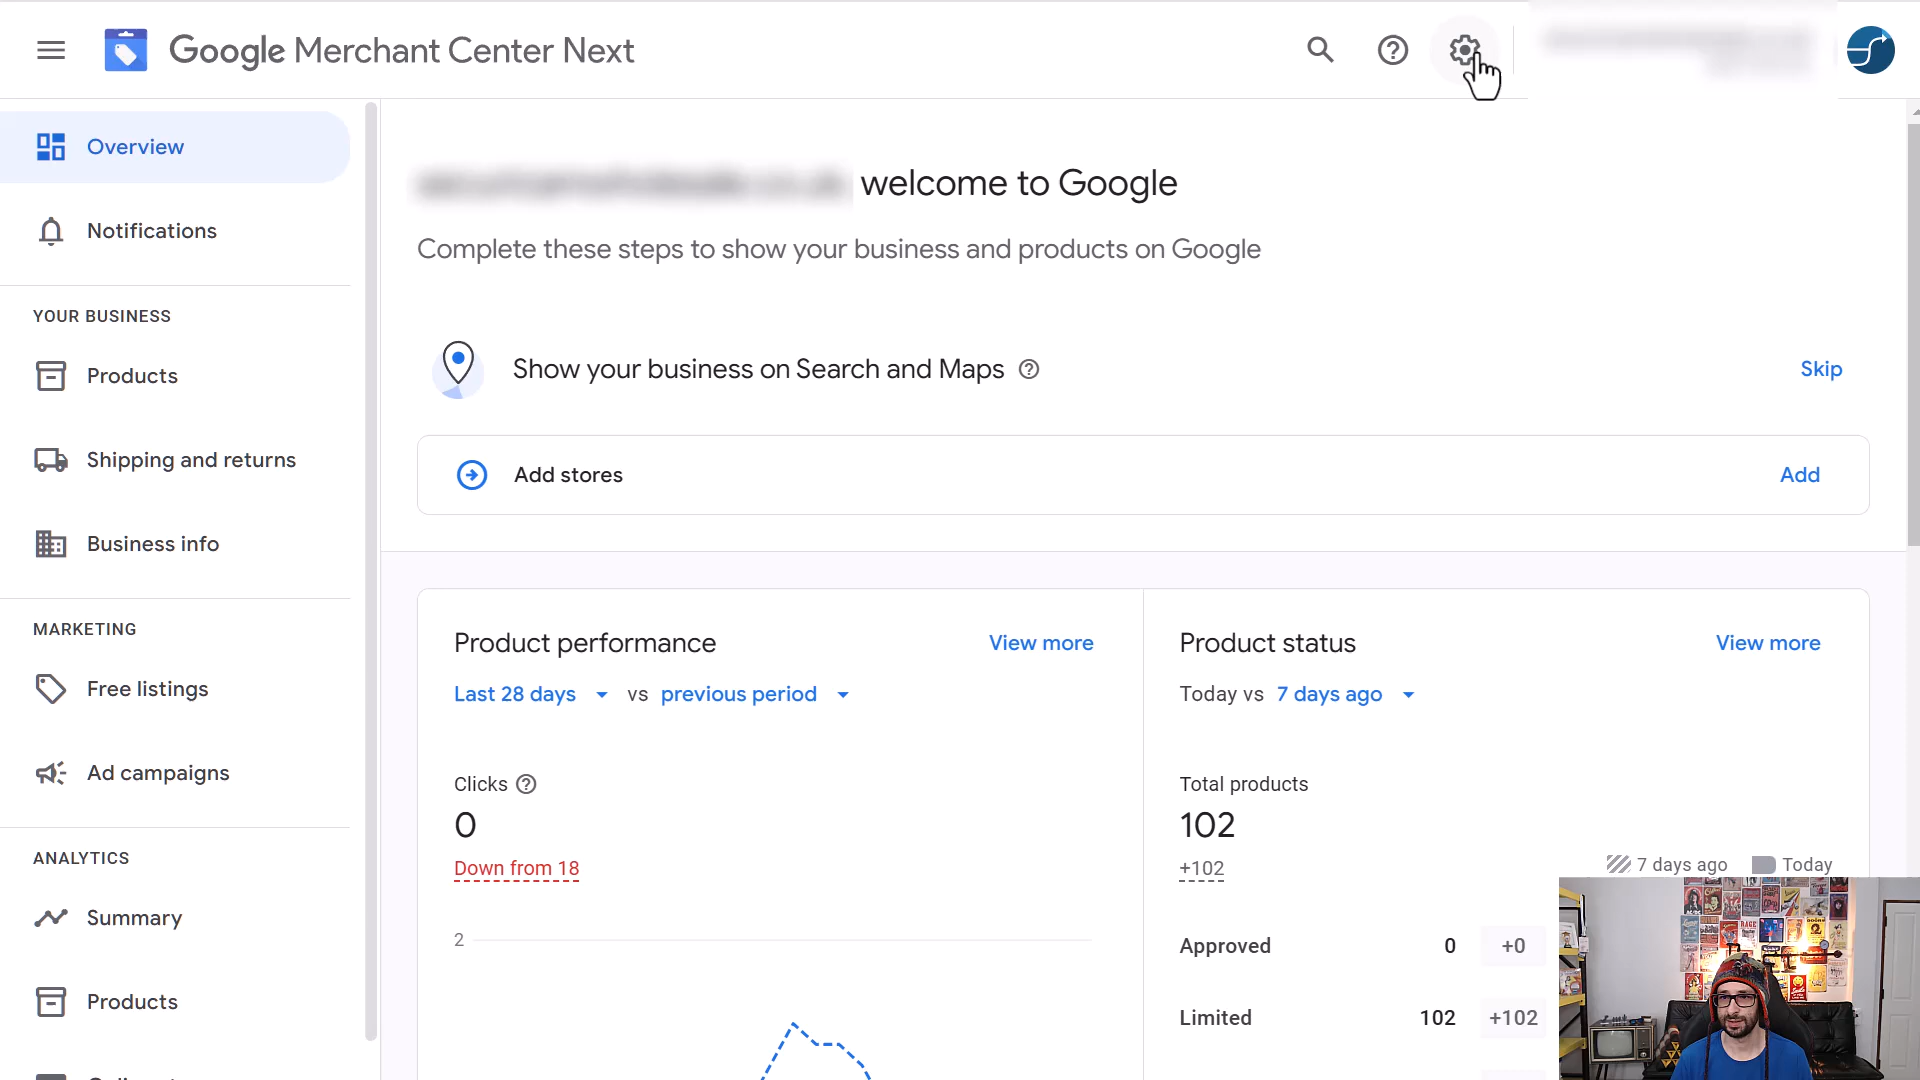 Google Merchant Center Next
Overview
Notifications
YOUR BUSINESS
Products
Shipping and returns
Business info
MARKETING
Free listings
Ad campaigns
ANALYTICS
Summary
Products
welcome to Google
Complete these steps to show your business and products on Google
Show your business on Search and Maps
Skip
Add stores
Add
Product performance
View more
Last 28 days vs previous period
Clicks
0
Down from 18
2
Product status
View more
Today vs 7 days ago
Total products
102
+102
7 days ago Today
Approved 0 +0
Limited 102 +102